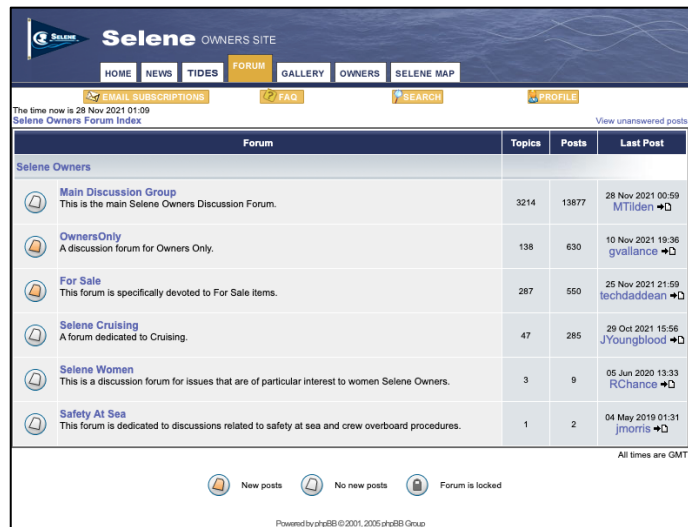 SELENE
Selene OWNERS SITE
HOME NEWS TIDES FORUM GALLERY OWNERS SELENE MAP
EMAIL SUBSCRIPTIONS FAQ SEARCH PROFILE
The time now is 28 Nov 2021 01:09
Selene Owners Forum Index View unanswered posts
Forum Topics Posts Last Post
Selene Owners
Main Discussion Group
This is the main Selene Owners Discussion Forum.
3214 13877 28 Nov 2021 00:59
MTilden
OwnersOnly
A discussion forum for Owners Only.
138 630 10 Nov 2021 19:36
gvallance
For Sale
This forum is specifically devoted to For Sale items.
287 550 25 Nov 2021 21:59
techdaddean
Selene Cruising
A forum dedicated to Cruising.
47 285 29 Oct 2021 15:56
JYoungblood
Selene Women
This is a discussion forum for issues that are of particular interest to women Selene Owners.
3 9 05 Jun 2020 13:33
RChance
Safety At Sea
This forum is dedicated to discussions related to safety at sea and crew overboard procedures.
1 2 04 May 2019 01:31
jmorris
All times are GMT
New posts No new posts Forum is locked
Powered by phpBB © 2001, 2005 phpBB Group